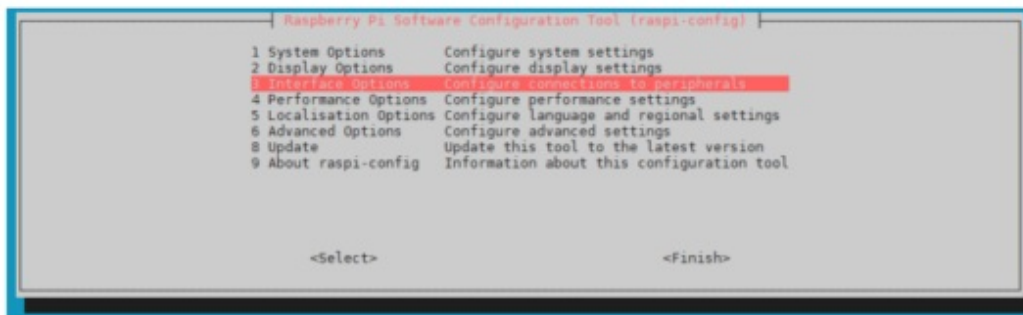 Raspberry Pi Software Configuration Tool (raspi-config)
1 System Options Configure system settings
2 Display Options Configure display settings
3 Interface Options Configure connections to peripherals
4 Performance Options Configure performance settings
5 Localisation Options Configure language and regional settings
6 Advanced Options Configure advanced settings
8 Update Update this tool to the latest version
9 About raspi-config Information about this configuration tool
<Select> <Finish>